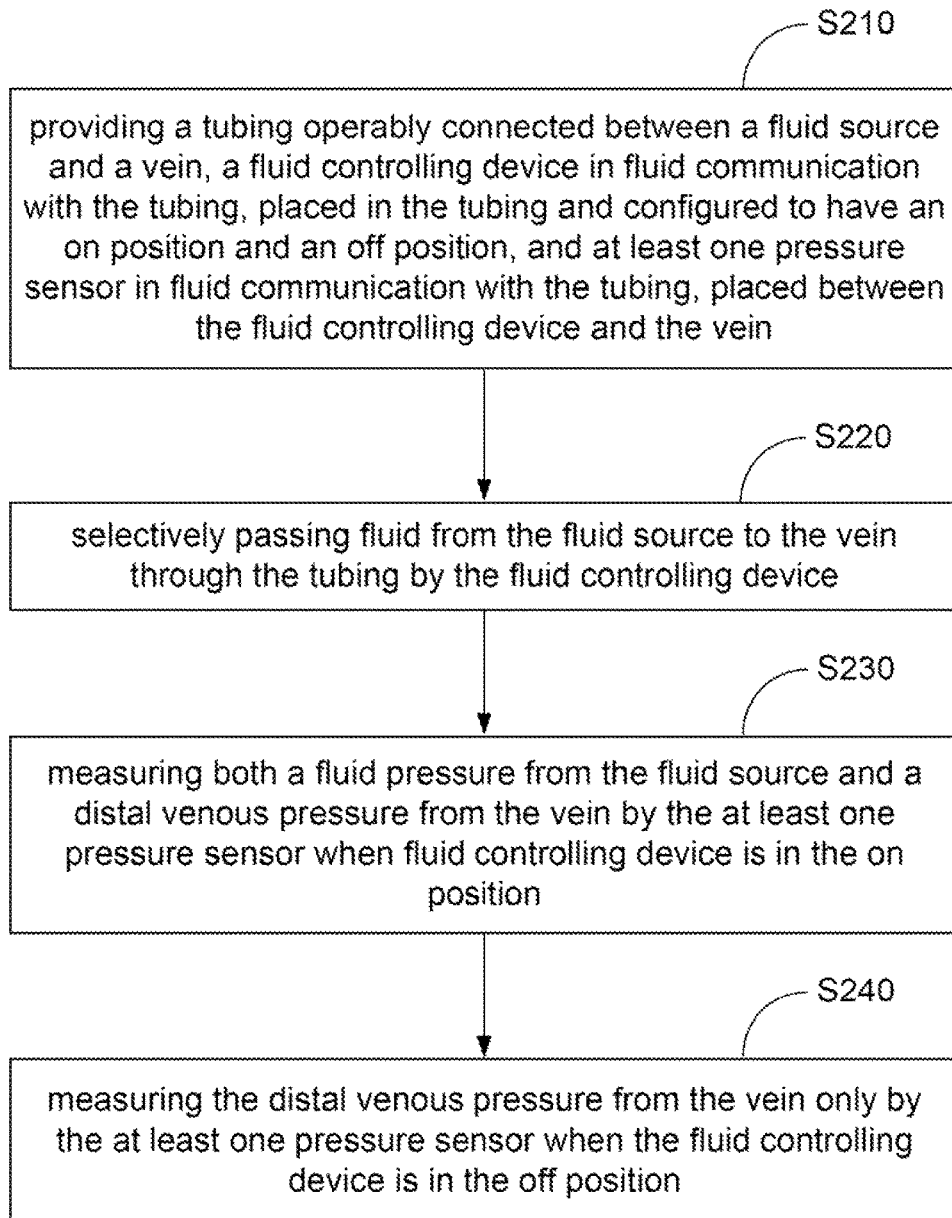 S210
providing a tubing operably connected between a fluid source
and a vein, a fluid controlling device in fluid communication
with the tubing, placed in the tubing and configured to have an
on position and an off position, and at least one pressure
sensor in fluid communication with the tubing, placed between
the fluid controlling device and the vein
S220
selectively passing fluid from the fluid source to the vein
through the tubing by the fluid controlling device
S230
measuring both a fluid pressure from the fluid source and a
distal venous pressure from the vein by the at least one
pressure sensor when fluid controlling device is in the on
position
S240
measuring the distal venous pressure from the vein only by
the at least one pressure sensor when the fluid controlling
device is in the off position